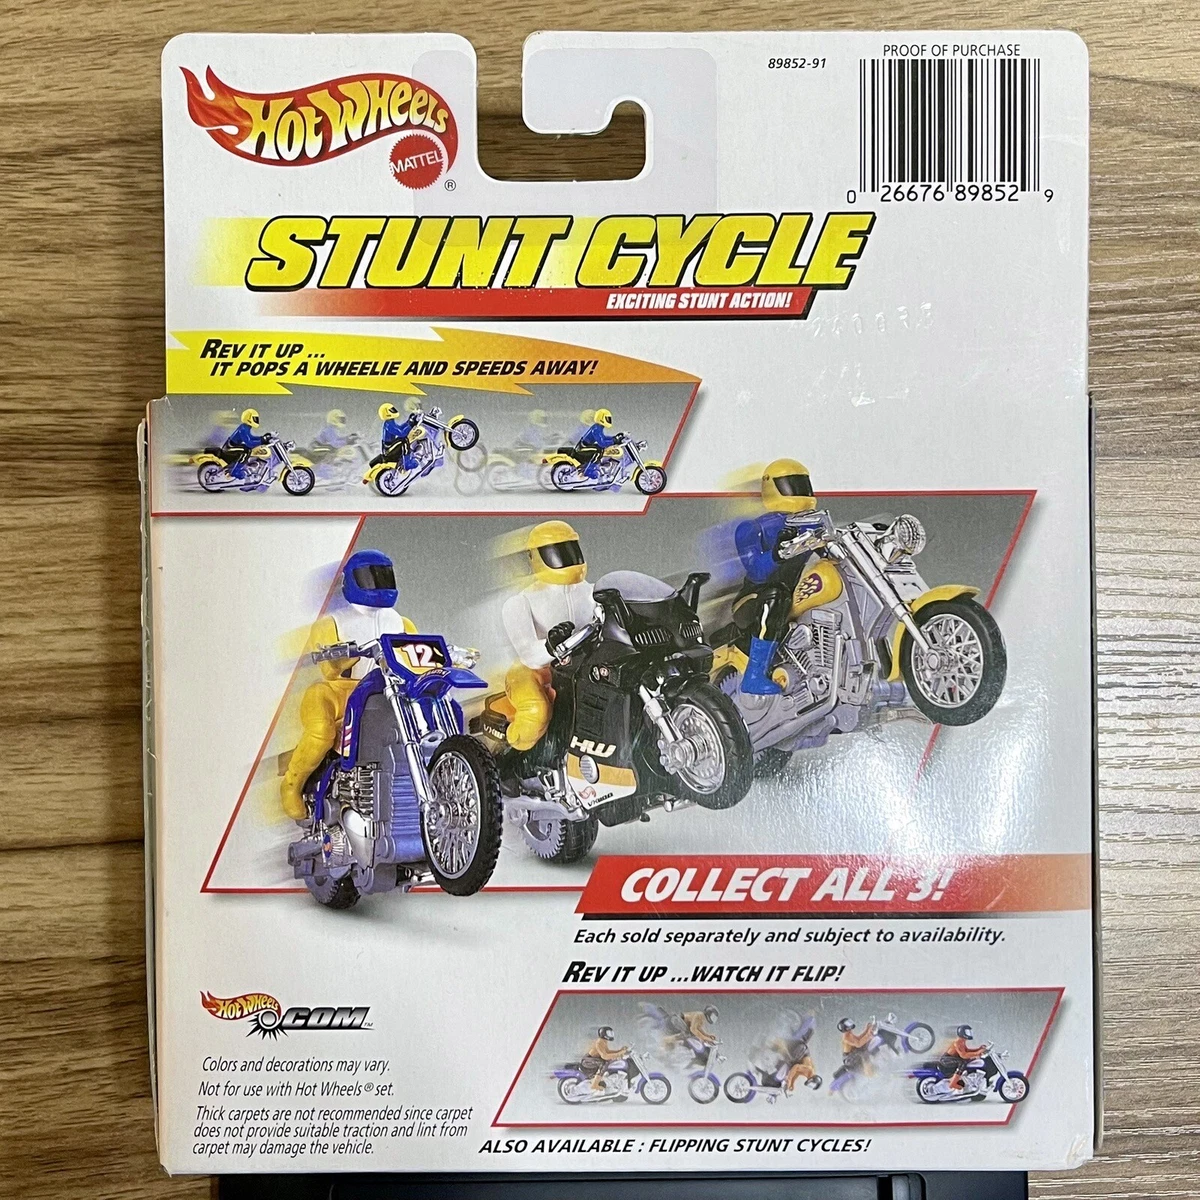 HOT WHEELS
MATTEL
®
89852-91
PROOF OF PURCHASE
0 26676 89852 9
STUNT CYCLE
EXCITING STUNT ACTION!
REV IT UP ...
IT POPS A WHEELIE AND SPEEDS AWAY!
12
HW
COLLECT ALL 3!
Each sold separately and subject to availability.
REV IT UP ...WATCH IT FLIP!
HOT WHEELS
.COM™
Colors and decorations may vary.
Not for use with Hot Wheels® set.
Thick carpets are not recommended since carpet
does not provide suitable traction and lint from
carpet may damage the vehicle.
ALSO AVAILABLE : FLIPPING STUNT CYCLES!